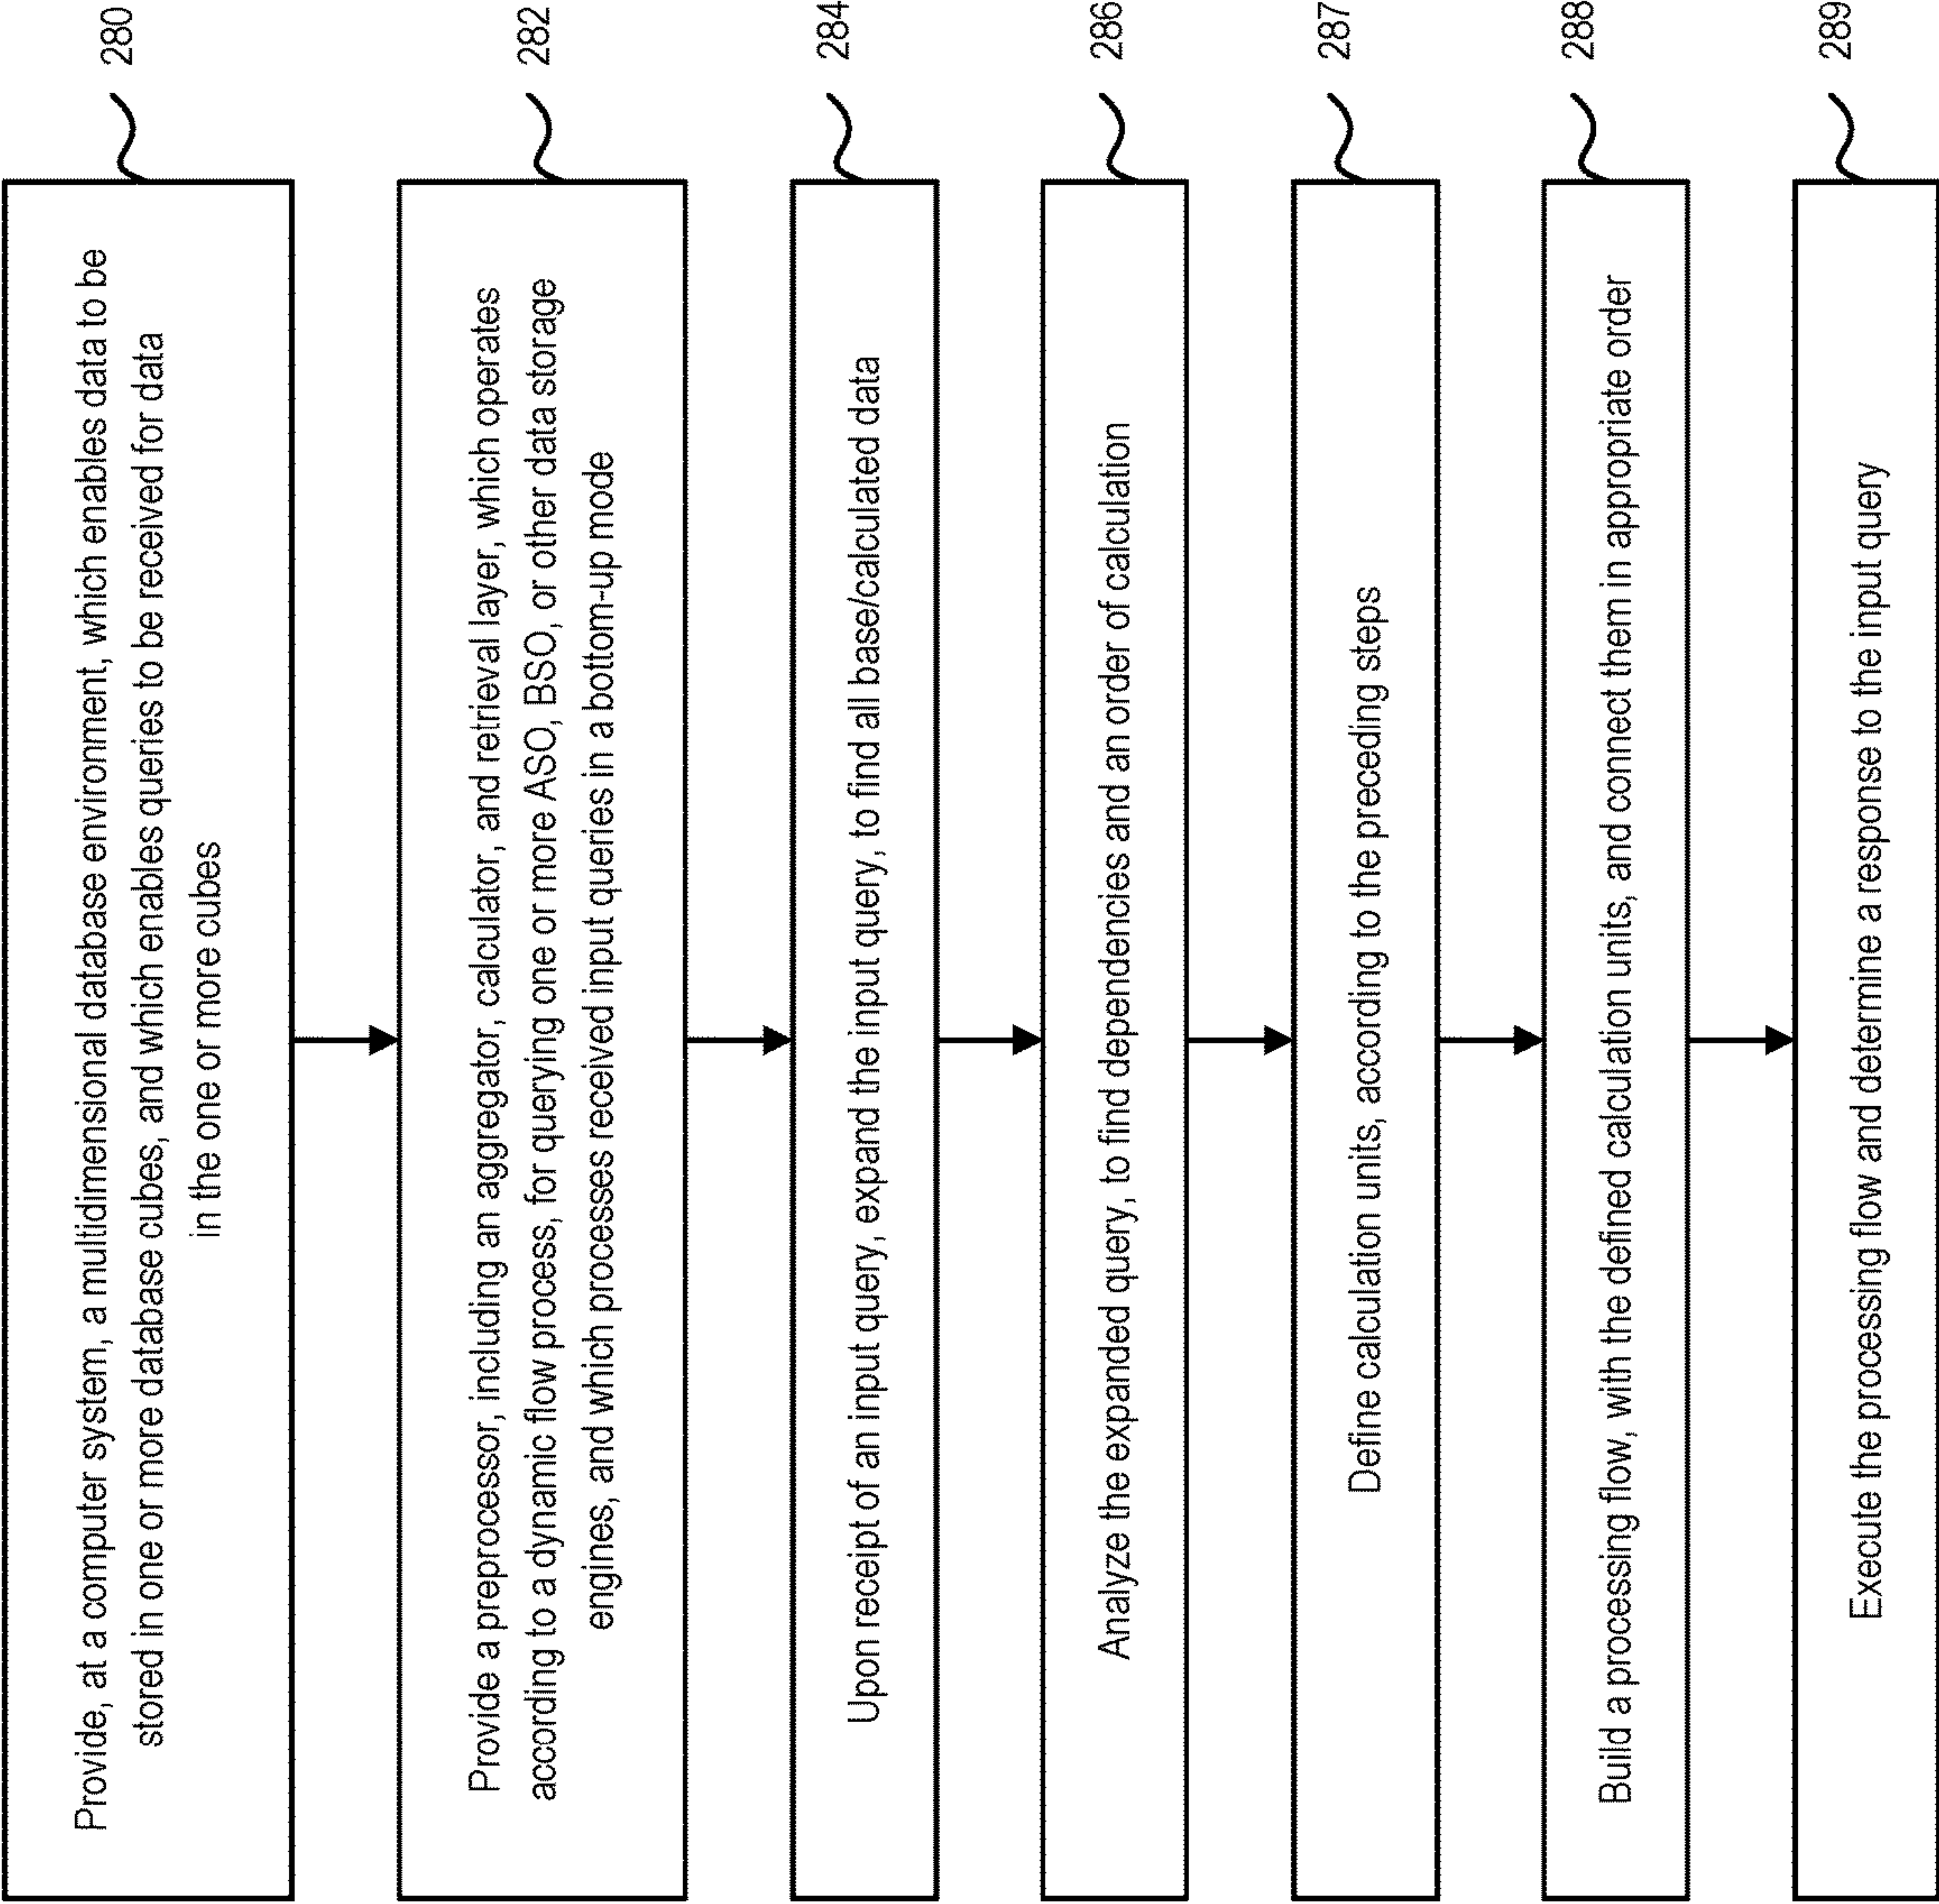 Provide, at a computer system, a multidimensional database environment, which enables data to be
stored in one or more database cubes, and which enables queries to be received for data
in the one or more cubes
280
Provide a preprocessor, including an aggregator, calculator, and retrieval layer, which operates
according to a dynamic flow process, for querying one or more ASO, BSO, or other data storage
engines, and which processes received input queries in a bottom-up mode
282
Upon receipt of an input query, expand the input query, to find all base/calculated data
284
Analyze the expanded query, to find dependencies and an order of calculation
286
Define calculation units, according to the preceding steps
287
Build a processing flow, with the defined calculation units, and connect them in appropriate order
288
Execute the processing flow and determine a response to the input query
289